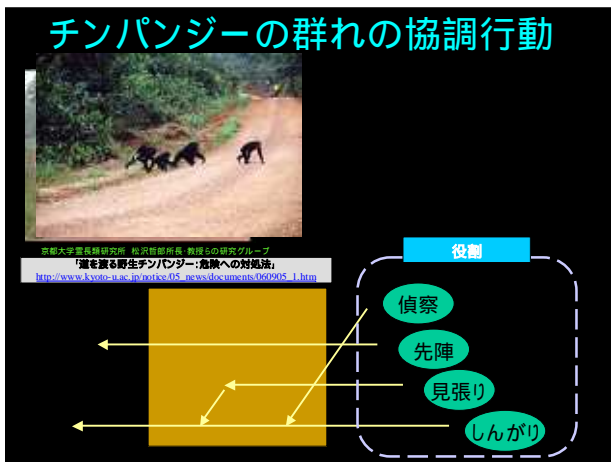 チンパンジーの群れの協調行動
京都大学霊長類研究所 松沢哲郎所長・教授らの研究グループ
「道を渡る野生チンパンジー:危険への対処法」
http://www.kyoto-u.ac.jp/notice/05_news/documents/060905_1.htm
役割
偵察
先陣
見張り
しんがり